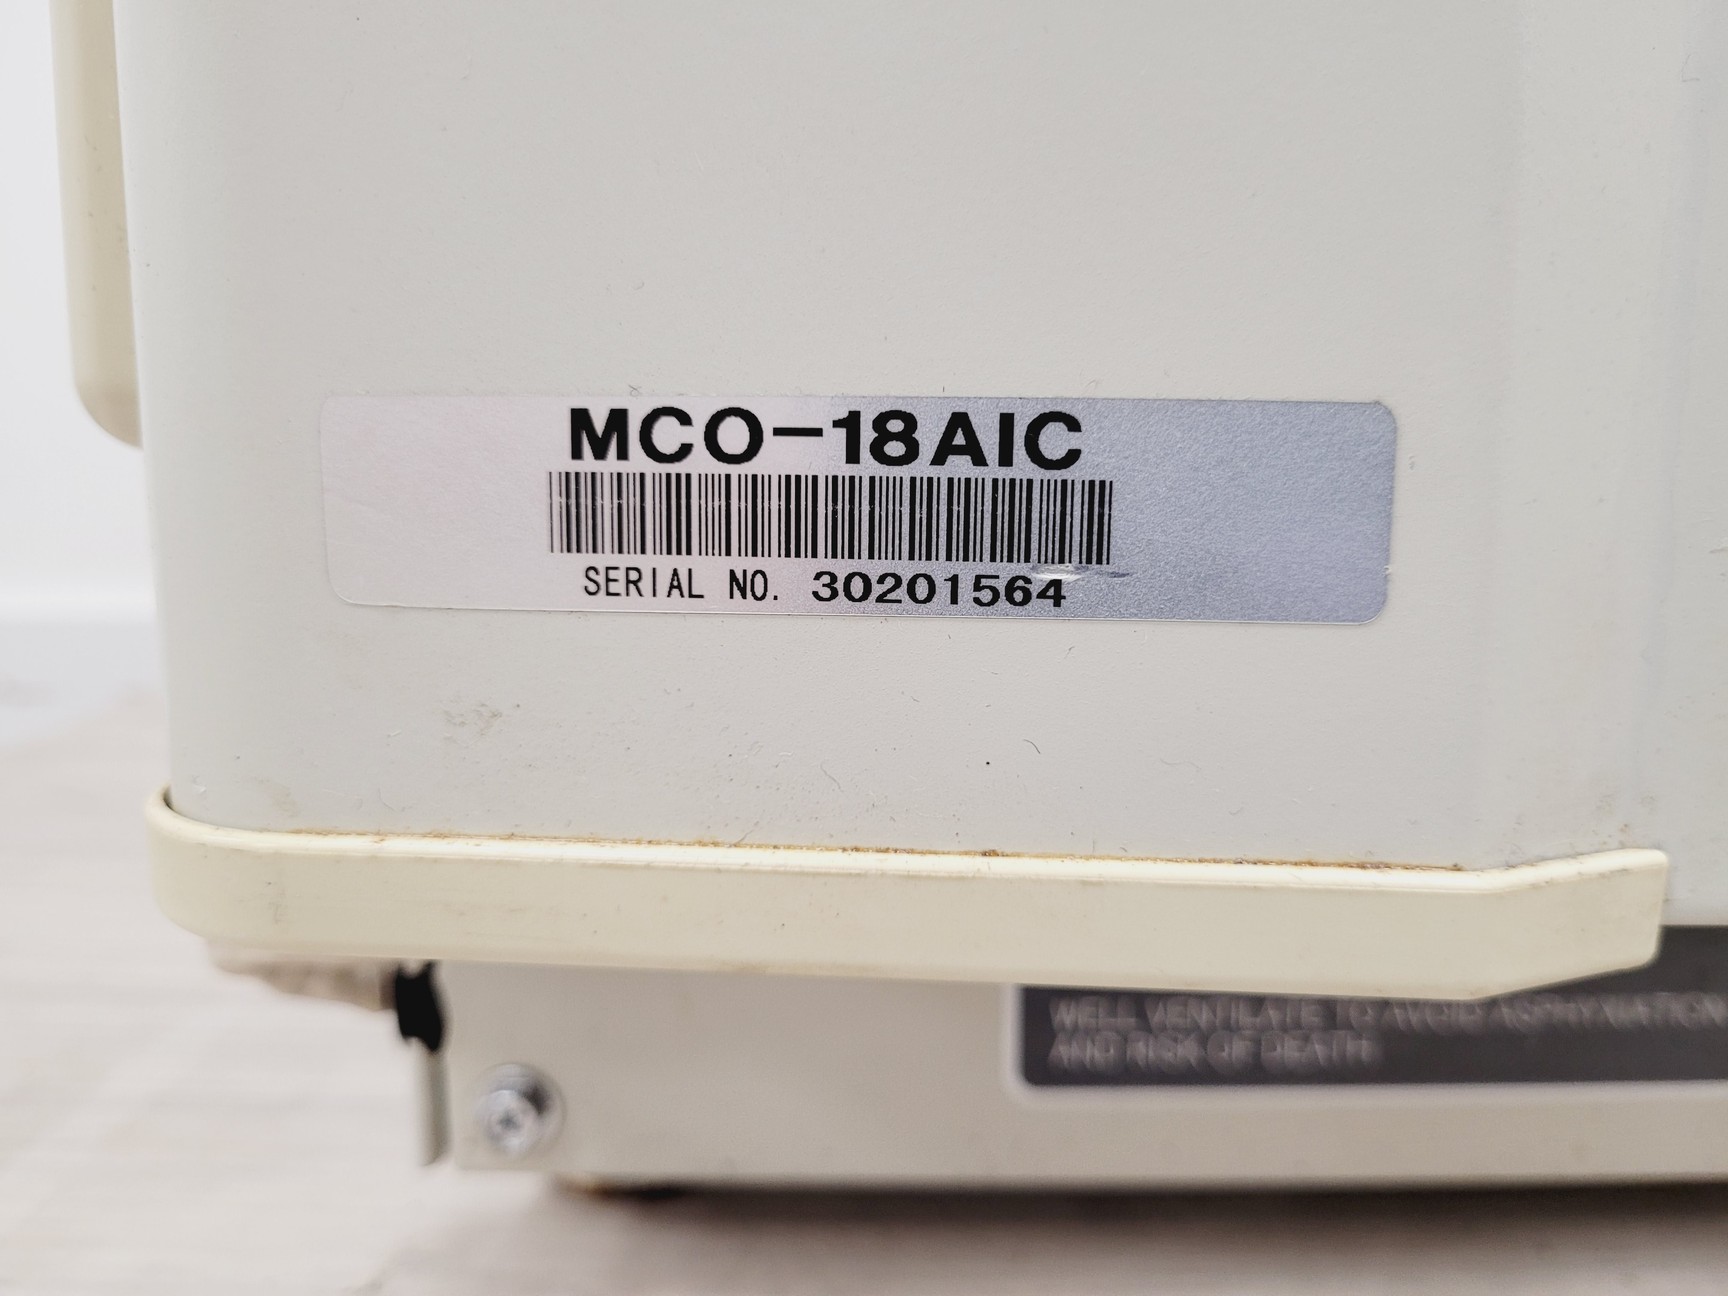 MCO-18AIC
SERIAL NO. 30201564
WELL VENTILATE TO AVOID ASPHYXIATION
AND RISK OF DEATH.